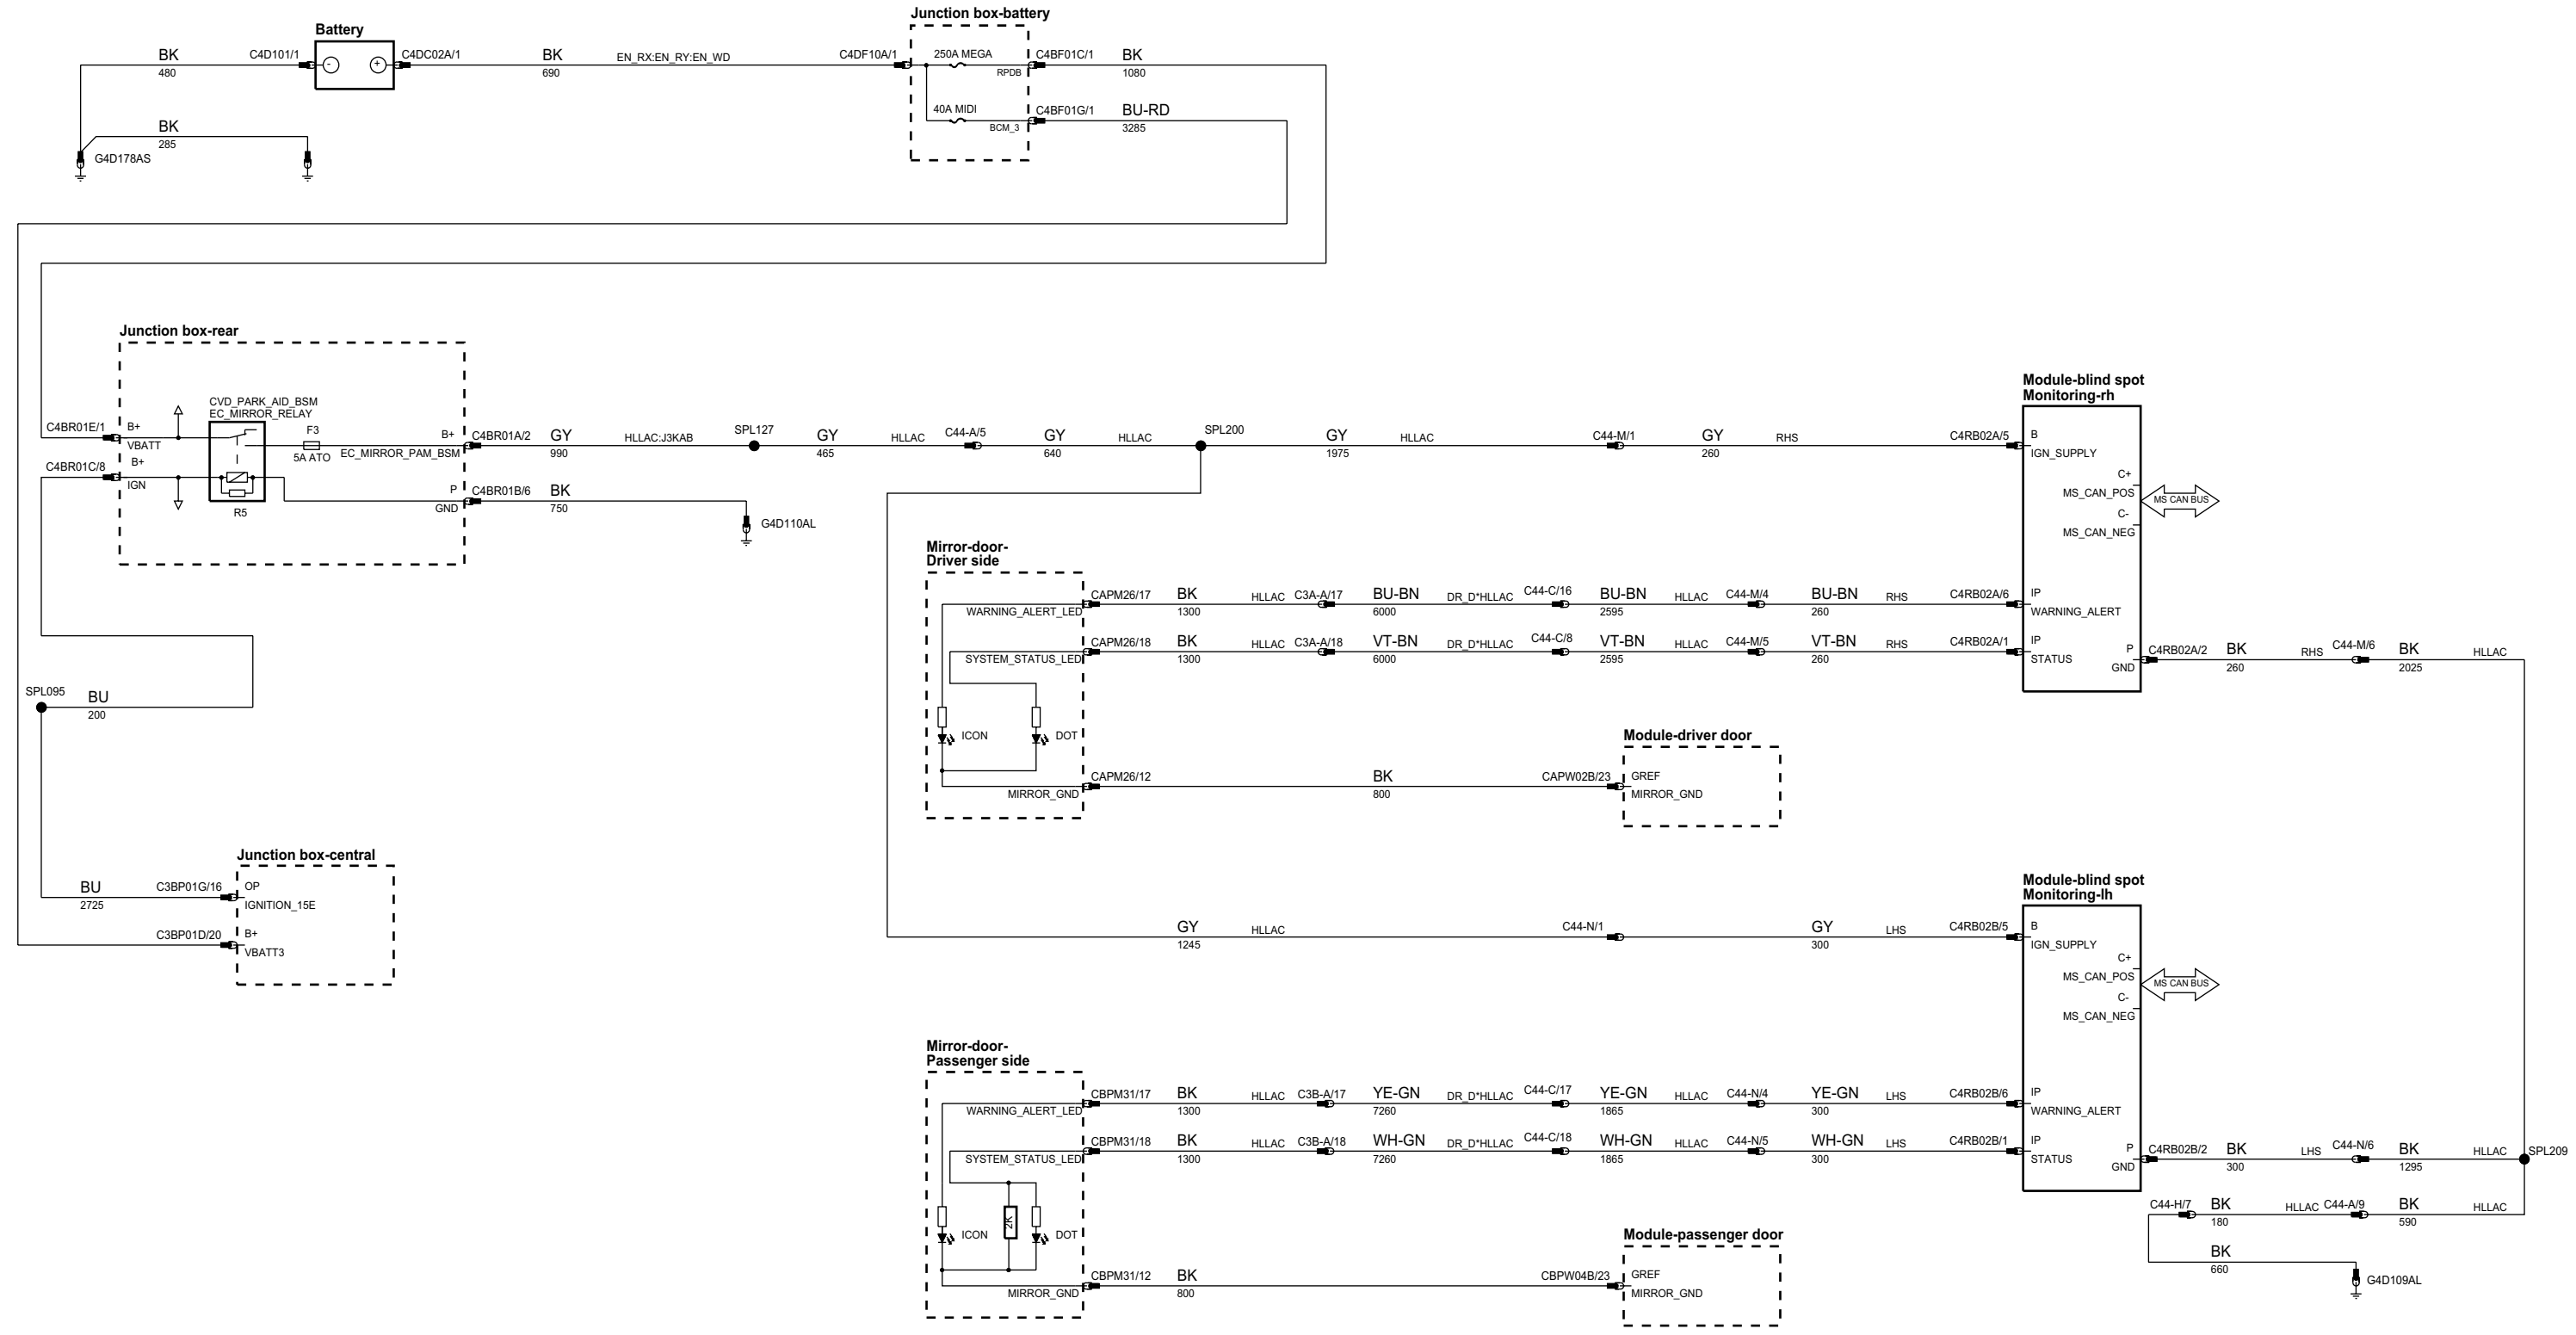 Battery
Junction box-battery
BK
480
C4D101/1
-
+
C4DC02A/1
BK
690
EN_RX:EN_RY:EN_WD
C4DF10A/1
250A MEGA
RPDB
C4BF01C/1
BK
1080
40A MIDI
BCM_3
C4BF01G/1
BU-RD
3285
BK
285
G4D178AS
Junction box-rear
CVD_PARK_AID_BSM
EC_MIRROR_RELAY
C4BR01E/1
B+
VBATT
F3
5A ATO
B+
EC_MIRROR_PAM_BSM
C4BR01A/2
GY
990
HLLAC:J3KAB
SPL127
GY
465
HLLAC
C44-A/5
GY
640
HLLAC
SPL200
GY
1975
HLLAC
C44-M/1
GY
260
RHS
C4RB02A/5
C4BR01C/8
B+
IGN
R5
P
GND
C4BR01B/6
BK
750
G4D110AL
Module-blind spot
Monitoring-rh
B
IGN_SUPPLY
C+
MS_CAN_POS
C-
MS_CAN_NEG
MS CAN BUS
IP
WARNING_ALERT
IP
STATUS
P
GND
C4RB02A/2
BK
260
RHS
C44-M/6
BK
2025
HLLAC
Mirror-door-
Driver side
WARNING_ALERT_LED
CAPM26/17
BK
1300
HLLAC
C3A-A/17
BU-BN
6000
DR_D*HLLAC
C44-C/16
BU-BN
2595
HLLAC
C44-M/4
BU-BN
260
RHS
C4RB02A/6
SYSTEM_STATUS_LED
CAPM26/18
BK
1300
HLLAC
C3A-A/18
VT-BN
6000
DR_D*HLLAC
C44-C/8
VT-BN
2595
HLLAC
C44-M/5
VT-BN
260
RHS
C4RB02A/1
ICON
DOT
MIRROR_GND
CAPM26/12
BK
800
CAPW02B/23
Module-driver door
GREF
MIRROR_GND
SPL095
BU
200
Junction box-central
BU
2725
C3BP01G/16
OP
IGNITION_15E
C3BP01D/20
B+
VBATT3
GY
1245
HLLAC
C44-N/1
GY
300
LHS
C4RB02B/5
Module-blind spot
Monitoring-lh
B
IGN_SUPPLY
C+
MS_CAN_POS
C-
MS_CAN_NEG
MS CAN BUS
IP
WARNING_ALERT
IP
STATUS
P
GND
C4RB02B/2
BK
300
LHS
C44-N/6
BK
1295
HLLAC
SPL209
Mirror-door-
Passenger side
WARNING_ALERT_LED
CBPM31/17
BK
1300
HLLAC
C3B-A/17
YE-GN
7260
DR_D*HLLAC
C44-C/17
YE-GN
1865
HLLAC
C44-N/4
YE-GN
300
LHS
C4RB02B/6
SYSTEM_STATUS_LED
CBPM31/18
BK
1300
HLLAC
C3B-A/18
WH-GN
7260
DR_D*HLLAC
C44-C/18
WH-GN
1865
HLLAC
C44-N/5
WH-GN
300
LHS
C4RB02B/1
ICON
2K
DOT
MIRROR_GND
CBPM31/12
BK
800
CBPW04B/23
Module-passenger door
GREF
MIRROR_GND
C44-H/7
BK
180
HLLAC
C44-A/9
BK
590
HLLAC
BK
660
G4D109AL